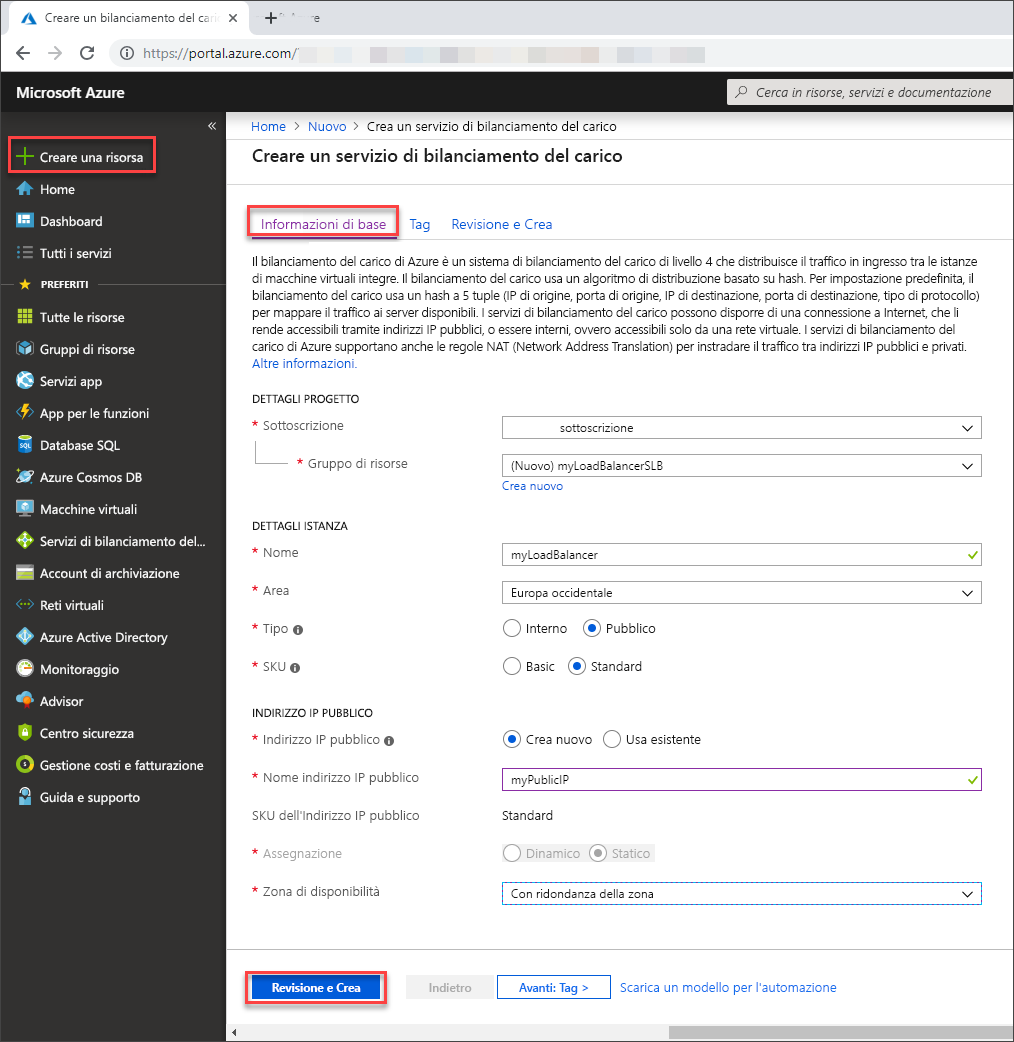 Creare un bilanciamento del caric
https://portal.azure.com/
Microsoft Azure
Cerca in risorse, servizi e documentazione
Creare una risorsa
Home
Dashboard
Tutti i servizi
PREFERITI
Tutte le risorse
Gruppi di risorse
Servizi app
App per le funzioni
Database SQL
Azure Cosmos DB
Macchine virtuali
Servizi di bilanciamento del...
Account di archiviazione
Reti virtuali
Azure Active Directory
Monitoraggio
Advisor
Centro sicurezza
Gestione costi e fatturazione
Guida e supporto
Home > Nuovo > Crea un servizio di bilanciamento del carico
Creare un servizio di bilanciamento del carico
Informazioni di base Tag Revisione e Crea
Il bilanciamento del carico di Azure è un sistema di bilanciamento del carico di livello 4 che distribuisce il traffico in ingresso tra le istanze
di macchine virtuali integre. Il bilanciamento del carico usa un algoritmo di distribuzione basato su hash. Per impostazione predefinita, il
bilanciamento del carico usa un hash a 5 tuple (IP di origine, porta di origine, IP di destinazione, porta di destinazione, tipo di protocollo)
per mappare il traffico ai server disponibili. I servizi di bilanciamento del carico possono disporre di una connessione a Internet, che li
rende accessibili tramite indirizzi IP pubblici, o essere interni, ovvero accessibili solo da una rete virtuale. I servizi di bilanciamento del
carico di Azure supportano anche le regole NAT (Network Address Translation) per instradare il traffico tra indirizzi IP pubblici e privati.
Altre informazioni.
DETTAGLI PROGETTO
* Sottoscrizione sottoscrizione
* Gruppo di risorse (Nuovo) myLoadBalancerSLB
Crea nuovo
DETTAGLI ISTANZA
* Nome myLoadBalancer
* Area Europa occidentale
* Tipo Interno Pubblico
* SKU Basic Standard
INDIRIZZO IP PUBBLICO
* Indirizzo IP pubblico Crea nuovo Usa esistente
* Nome indirizzo IP pubblico myPublicIP
SKU dell'Indirizzo IP pubblico Standard
* Assegnazione Dinamico Statico
* Zona di disponibilità Con ridondanza della zona
Revisione e Crea Indietro Avanti: Tag > Scarica un modello per l'automazione